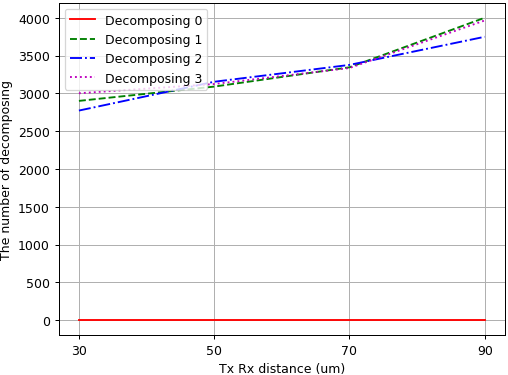 Decomposing 0
Decomposing 1
Decomposing 2
Decomposing 3
4000
3500
3000
2500
2000
1500
1000
500
0
The number of decomposing
30 50 70 90
Tx Rx distance (um)